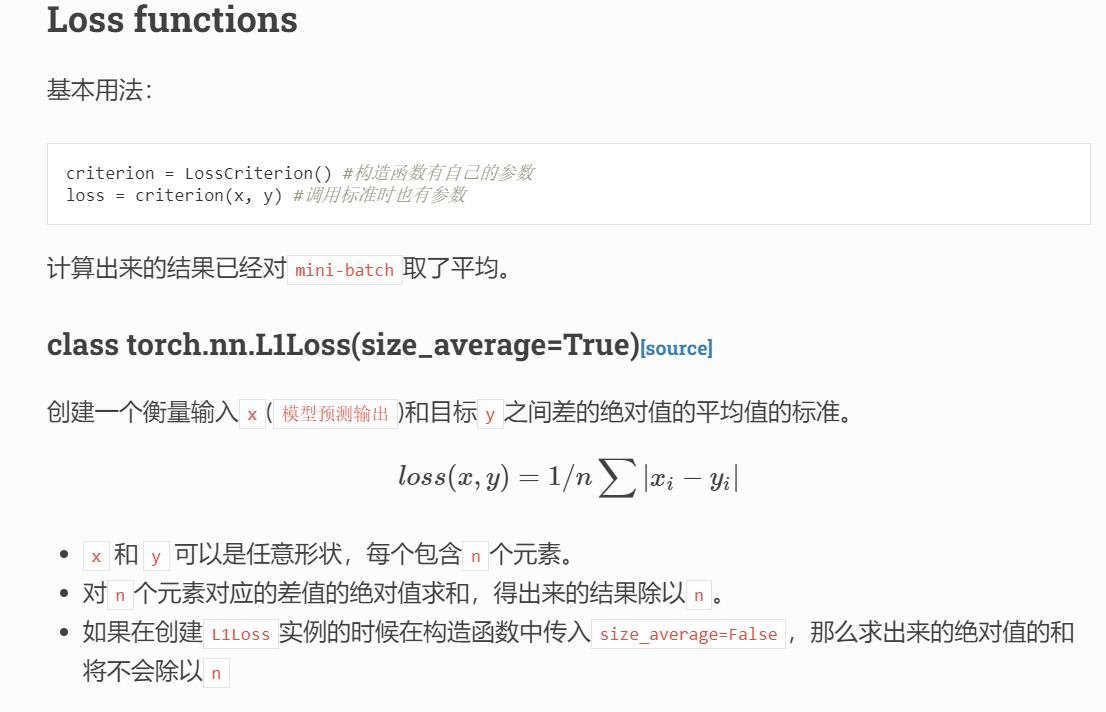 Loss functions
基本用法：
criterion = LossCriterion() #构造函数有自己的参数
loss = criterion(x, y) #调用标准时也有参数
计算出来的结果已经对mini-batch取了平均。
class torch.nn.L1Loss(size_average=True)[source]
创建一个衡量输入x(模型预测输出)和目标y之间差的绝对值的平均值的标准。
loss(x, y) = 1/n∑|xᵢ − yᵢ|
• x 和 y 可以是任意形状，每个包含n个元素。
• 对n个元素对应的差值的绝对值求和，得出来的结果除以n。
• 如果在创建L1Loss实例的时候在构造函数中传入size_average=False，那么求出来的绝对值的和
将不会除以n